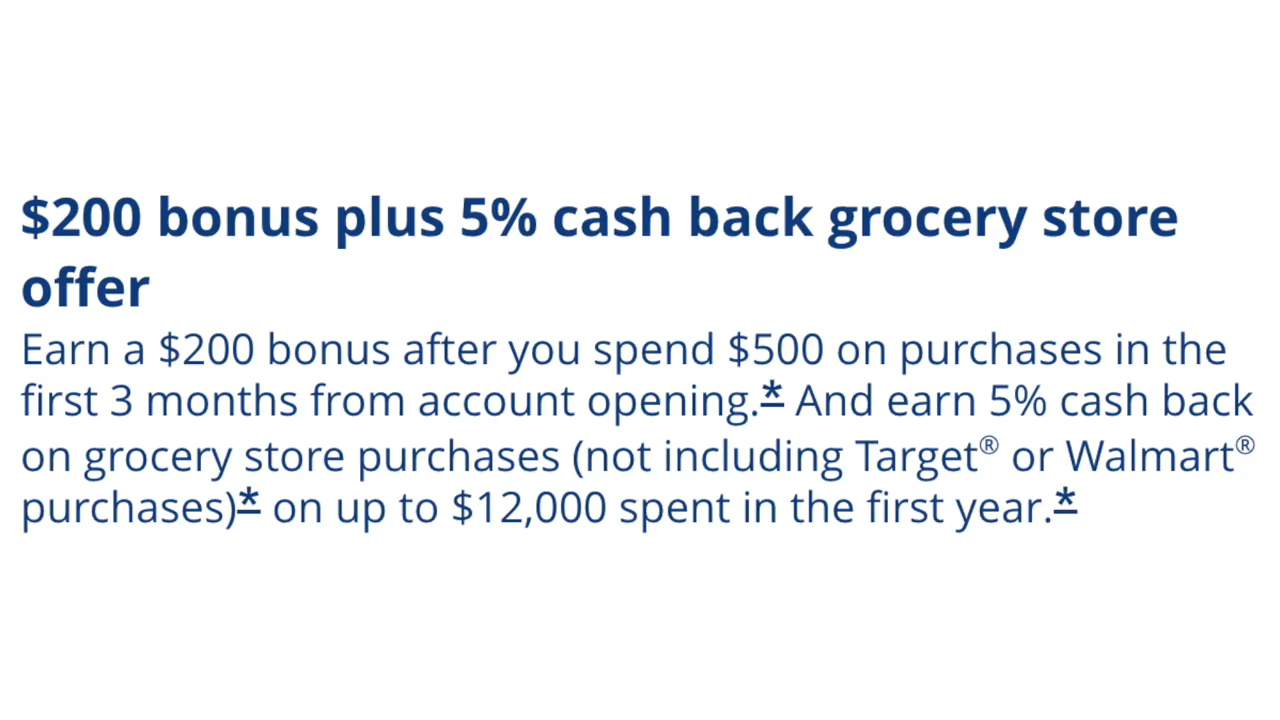 $200 bonus plus 5% cash back grocery store
offer
Earn a $200 bonus after you spend $500 on purchases in the
first 3 months from account opening.* And earn 5% cash back
on grocery store purchases (not including Target® or Walmart®
purchases)* on up to $12,000 spent in the first year.*